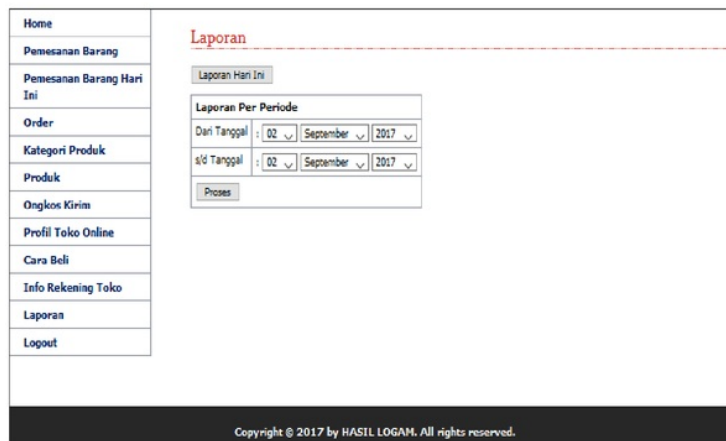 Home
Pemesanan Barang
Pemesanan Barang Hari
Ini
Order
Kategori Produk
Produk
Ongkos Kirim
Profil Toko Online
Cara Beli
Info Rekening Toko
Laporan
Logout
Laporan
Laporan Hari Ini
Laporan Per Periode
Dari Tanggal : 02 September 2017
s/d Tanggal : 02 September 2017
Proses
Copyright © 2017 by HASIL LOGAM. All rights reserved.